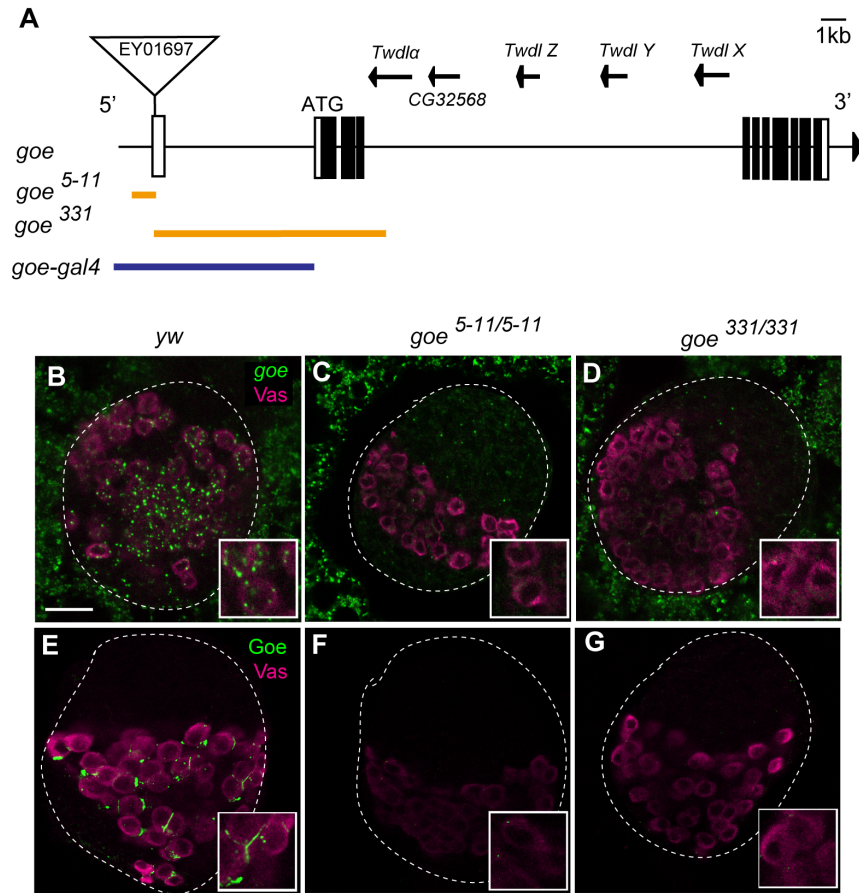 A
EY01697
1kb
Twdlα
Twdl Z
Twdl Y
Twdl X
CG32568
5’
ATG
3’
goe
goe 5-11
goe 331
goe-gal4
yw
goe 5-11/5-11
goe 331/331
B
goe
Vas
C
D
E
Goe
Vas
F
G